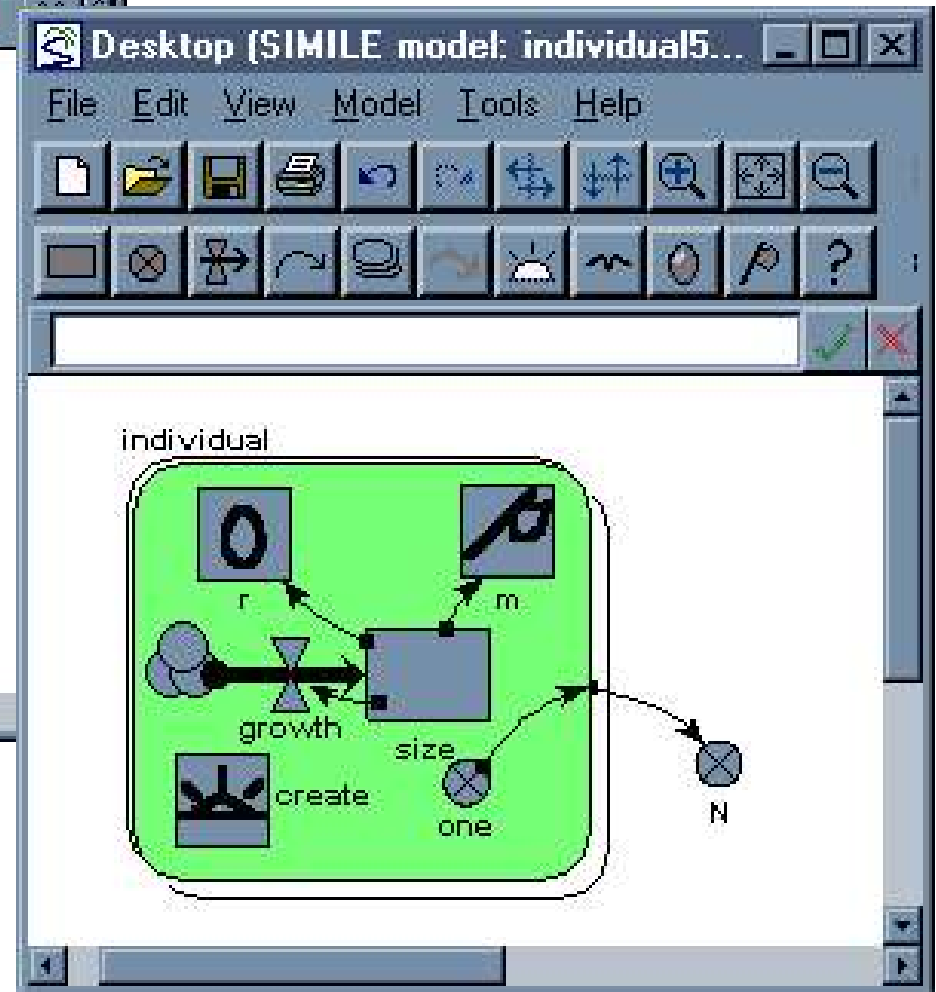 Desktop (SIMILE model: individual5...
File Edit View Model Tools Help
?
individual
r
m
growth
size
create
one
N